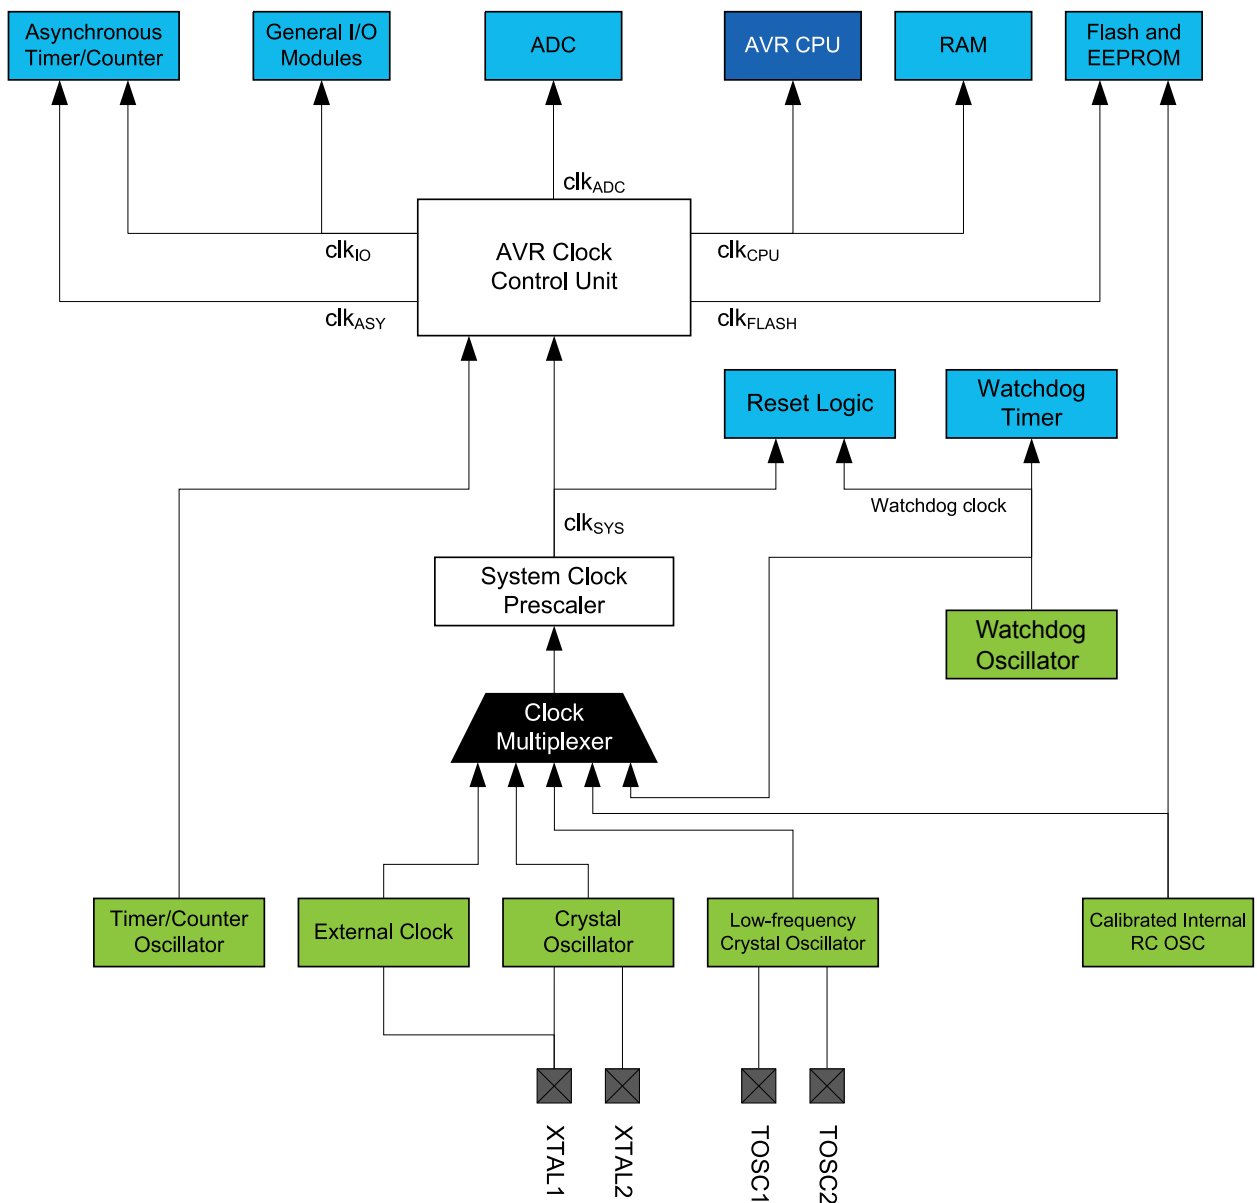 Asynchronous
Timer/Counter
General I/O
Modules
ADC
AVR CPU
RAM
Flash and
EEPROM
clkADC
clkIO
clkASY
AVR Clock
Control Unit
clkCPU
clkFLASH
Reset Logic
Watchdog
Timer
Watchdog clock
clkSYS
System Clock
Prescaler
Watchdog
Oscillator
Clock
Multiplexer
Timer/Counter
Oscillator
External Clock
Crystal
Oscillator
Low-frequency
Crystal Oscillator
Calibrated Internal
RC OSC
XTAL1
XTAL2
TOSC1
TOSC2